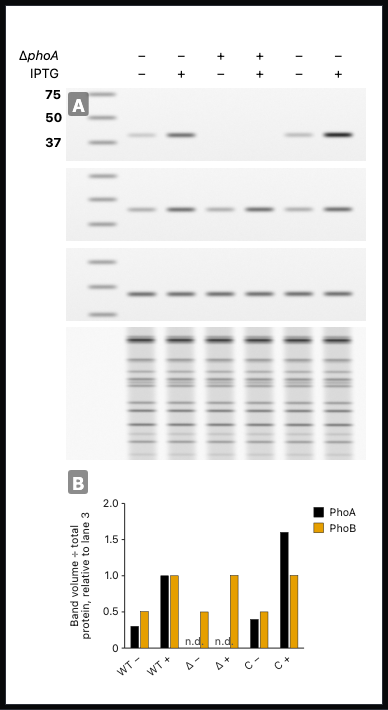 ΔphoA – – + + – –
IPTG – + – + – +
75
A
50
37
B
Band volume ÷ total
protein, relative to lane 3
2.0
1.5
1.0
0.5
0
PhoA
PhoB
n.d. n.d.
WT – WT + Δ – Δ + C – C +